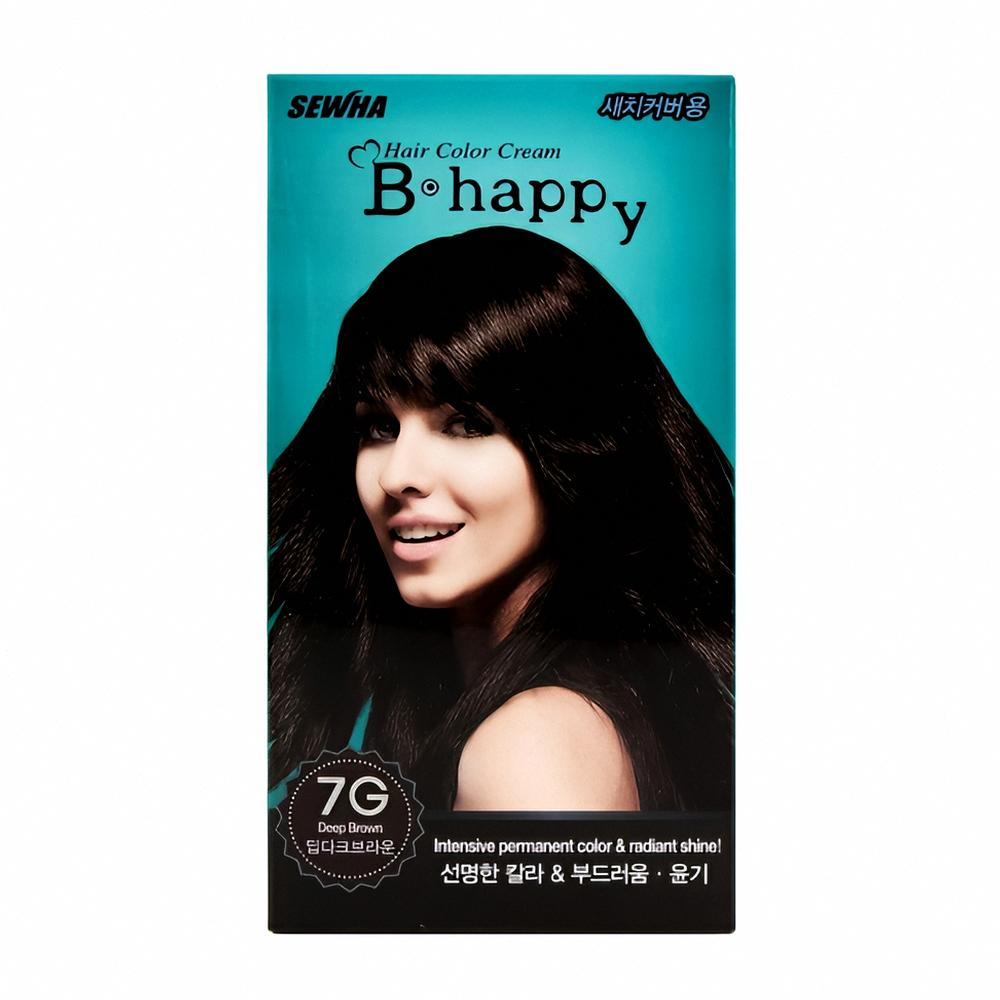 SEWHA
새치커버용
Hair Color Cream
B·happy
7G
Deep Brown
딥다크브라운
Intensive permanent color & radiant shine!
선명한 칼라 & 부드러움 · 윤기